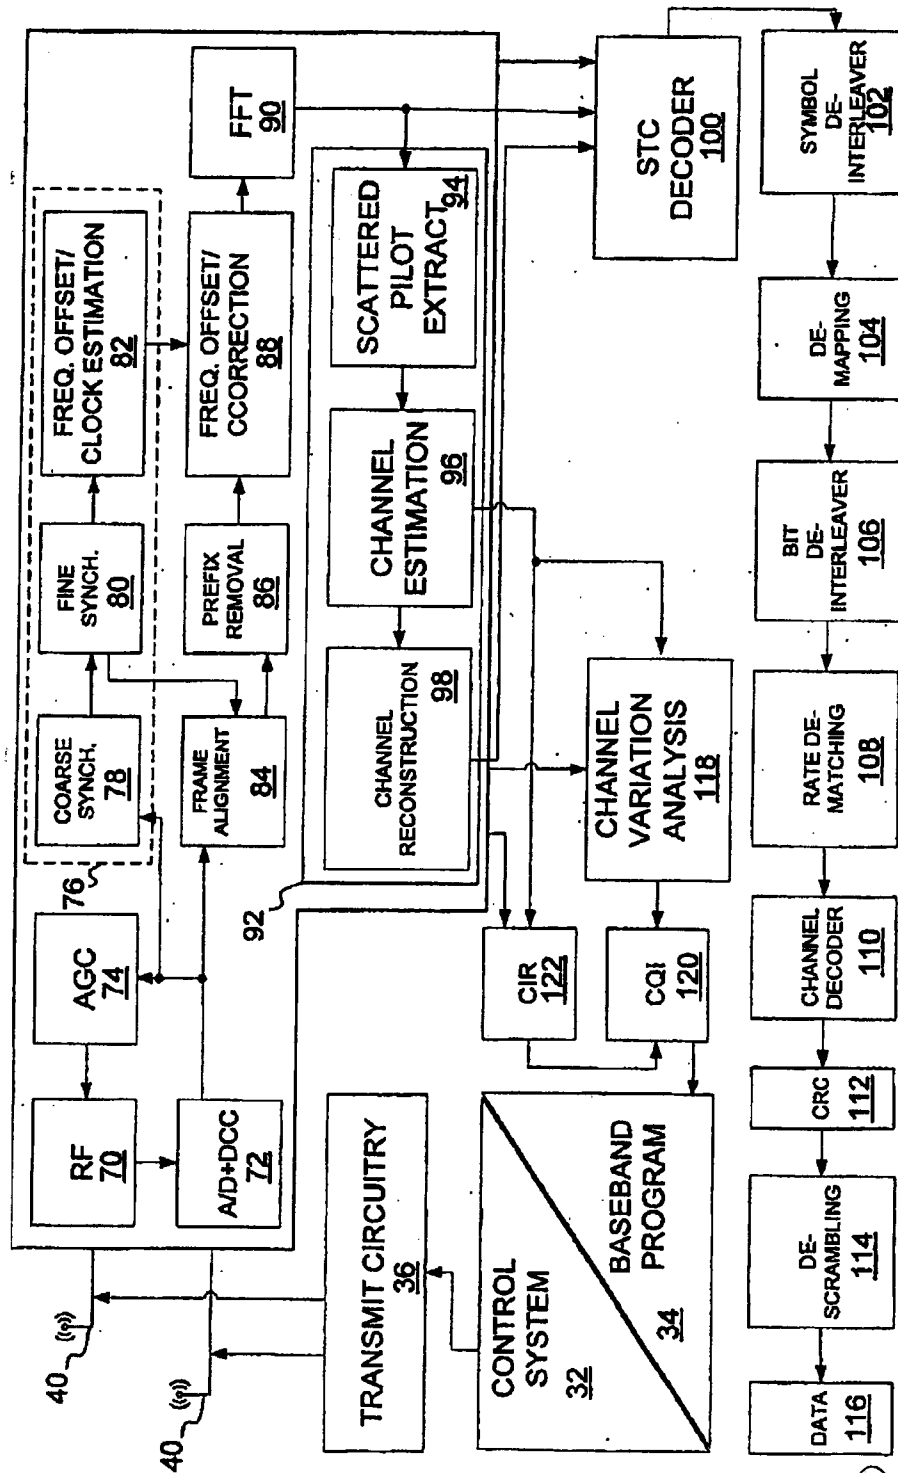 40
40
RF
70
A/D+DCC
72
AGC
74
76
COARSE
SYNCH.
78
FINE
SYNCH.
80
FREQ. OFFSET/
CLOCK ESTIMATION
82
FRAME
ALIGNMENT
84
PREFIX
REMOVAL
86
FREQ. OFFSET/
CCORRECTION
88
FFT
90
92
SCATTERED
PILOT
EXTRACT
94
CHANNEL
ESTIMATION
96
CHANNEL
RECONSTRUCTION
98
TRANSMIT CIRCUITRY
36
CIR
122
CQI
120
CHANNEL
VARIATION
ANALYSIS
118
STC
DECODER
100
CONTROL
SYSTEM
32
BASEBAND
PROGRAM
34
SYMBOL
DE-
INTERLEAVER
102
DE-
MAPPING
104
BIT
DE-
INTERLEAVER
106
RATE DE-
MATCHING
108
CHANNEL
DECODER
110
CRC
112
DE-
SCRAMBLING
114
DATA
116